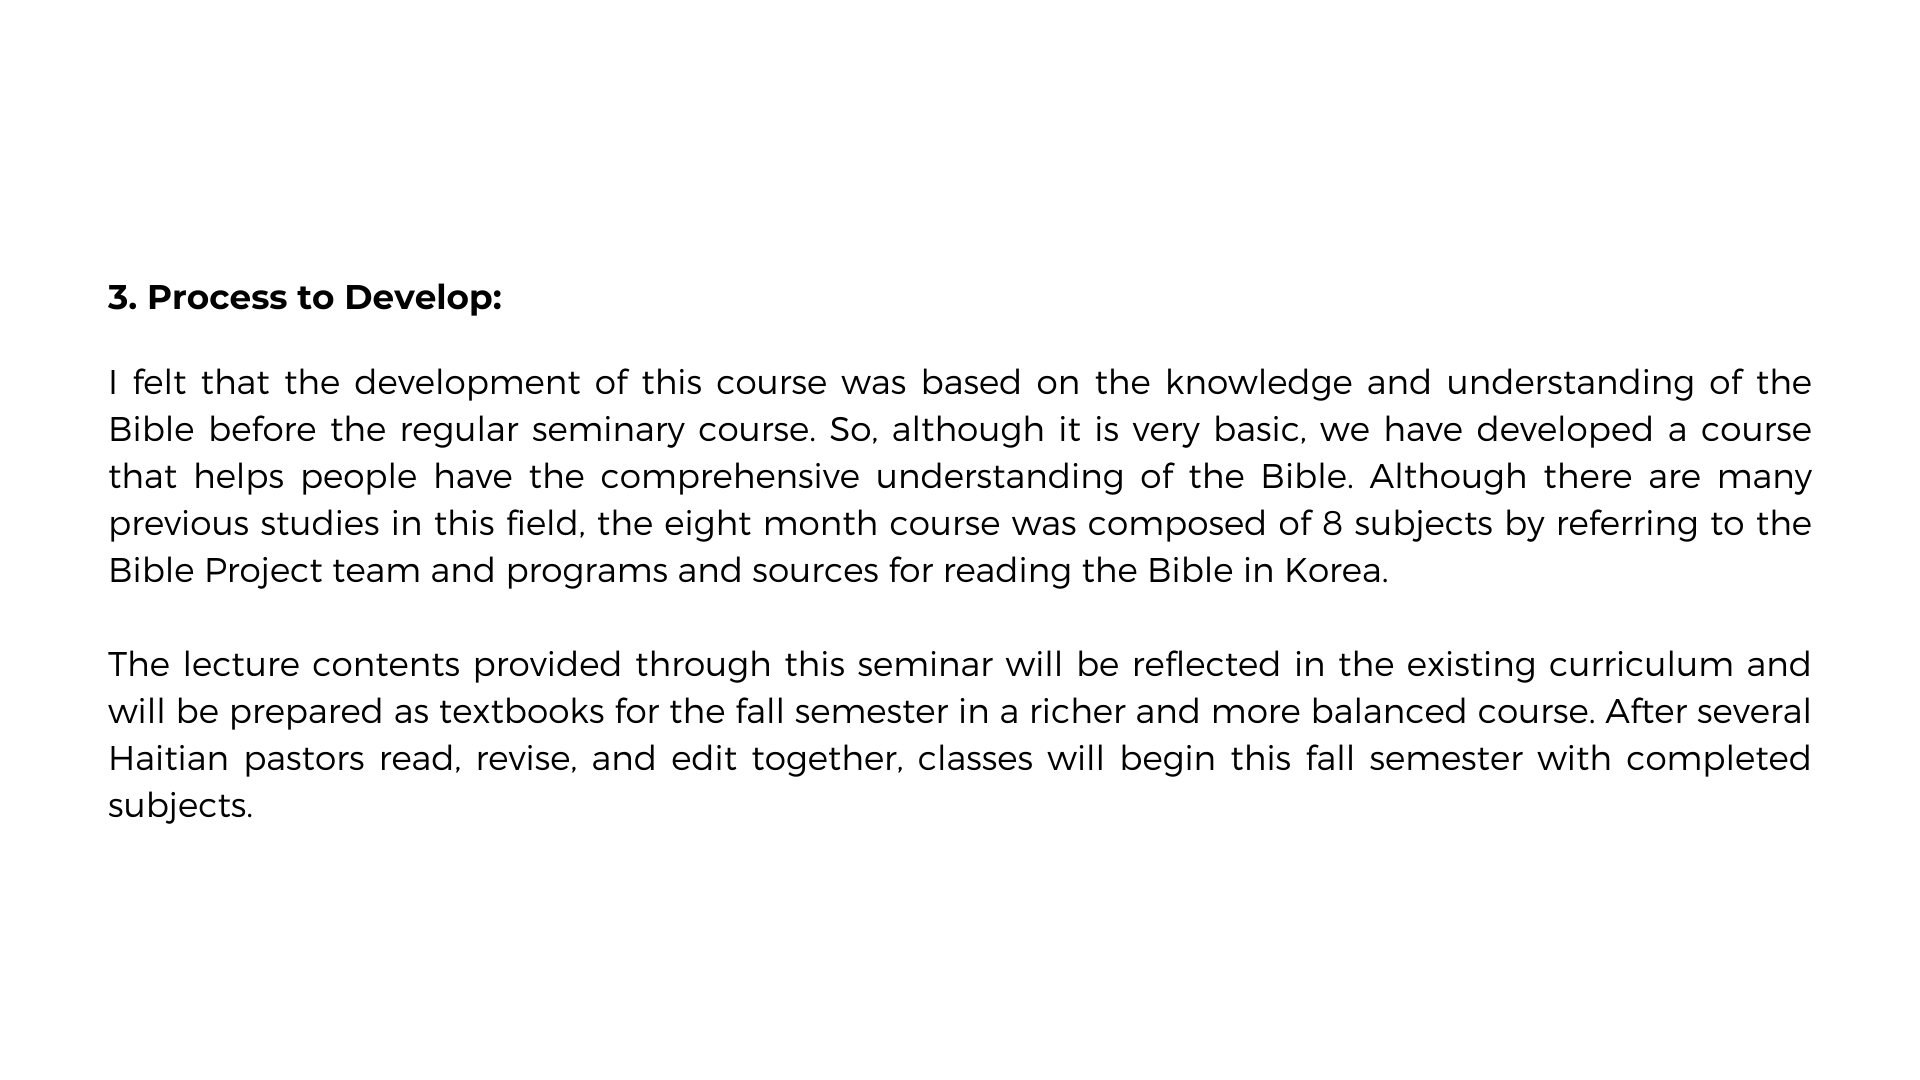 3. Process to Develop:
I felt that the development of this course was based on the knowledge and understanding of the
Bible before the regular seminary course. So, although it is very basic, we have developed a course
that helps people have the comprehensive understanding of the Bible. Although there are many
previous studies in this field, the eight month course was composed of 8 subjects by referring to the
Bible Project team and programs and sources for reading the Bible in Korea.
The lecture contents provided through this seminar will be reflected in the existing curriculum and
will be prepared as textbooks for the fall semester in a richer and more balanced course. After several
Haitian pastors read, revise, and edit together, classes will begin this fall semester with completed
subjects.